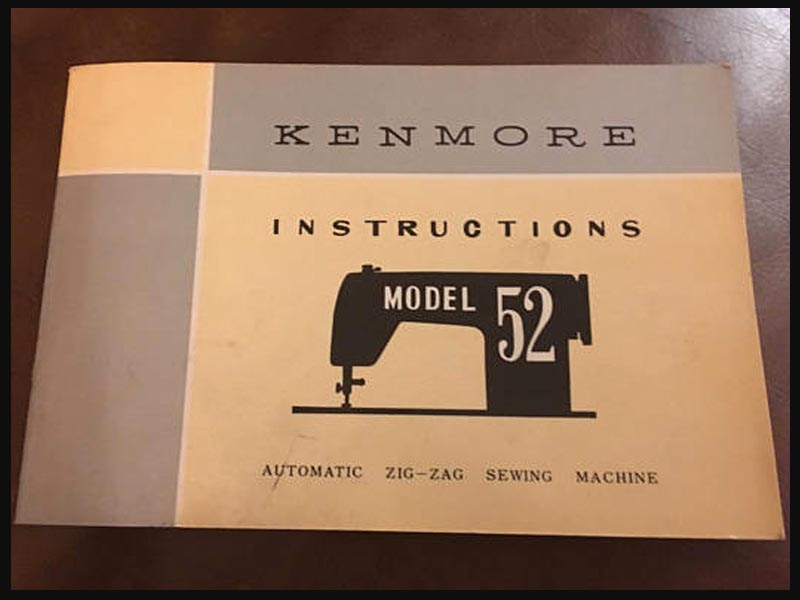 KENMORE
INSTRUCTIONS
MODEL 52
AUTOMATIC ZIG-ZAG SEWING MACHINE